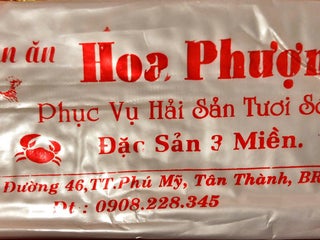 n ăn Hoa Phượn
Phục Vụ Hải Sản Tươi
Đặc Sản 3 Miền.
Đường 46,TT.Phú Mỹ, Tân Thành, BR
Đt : 0908.228.345